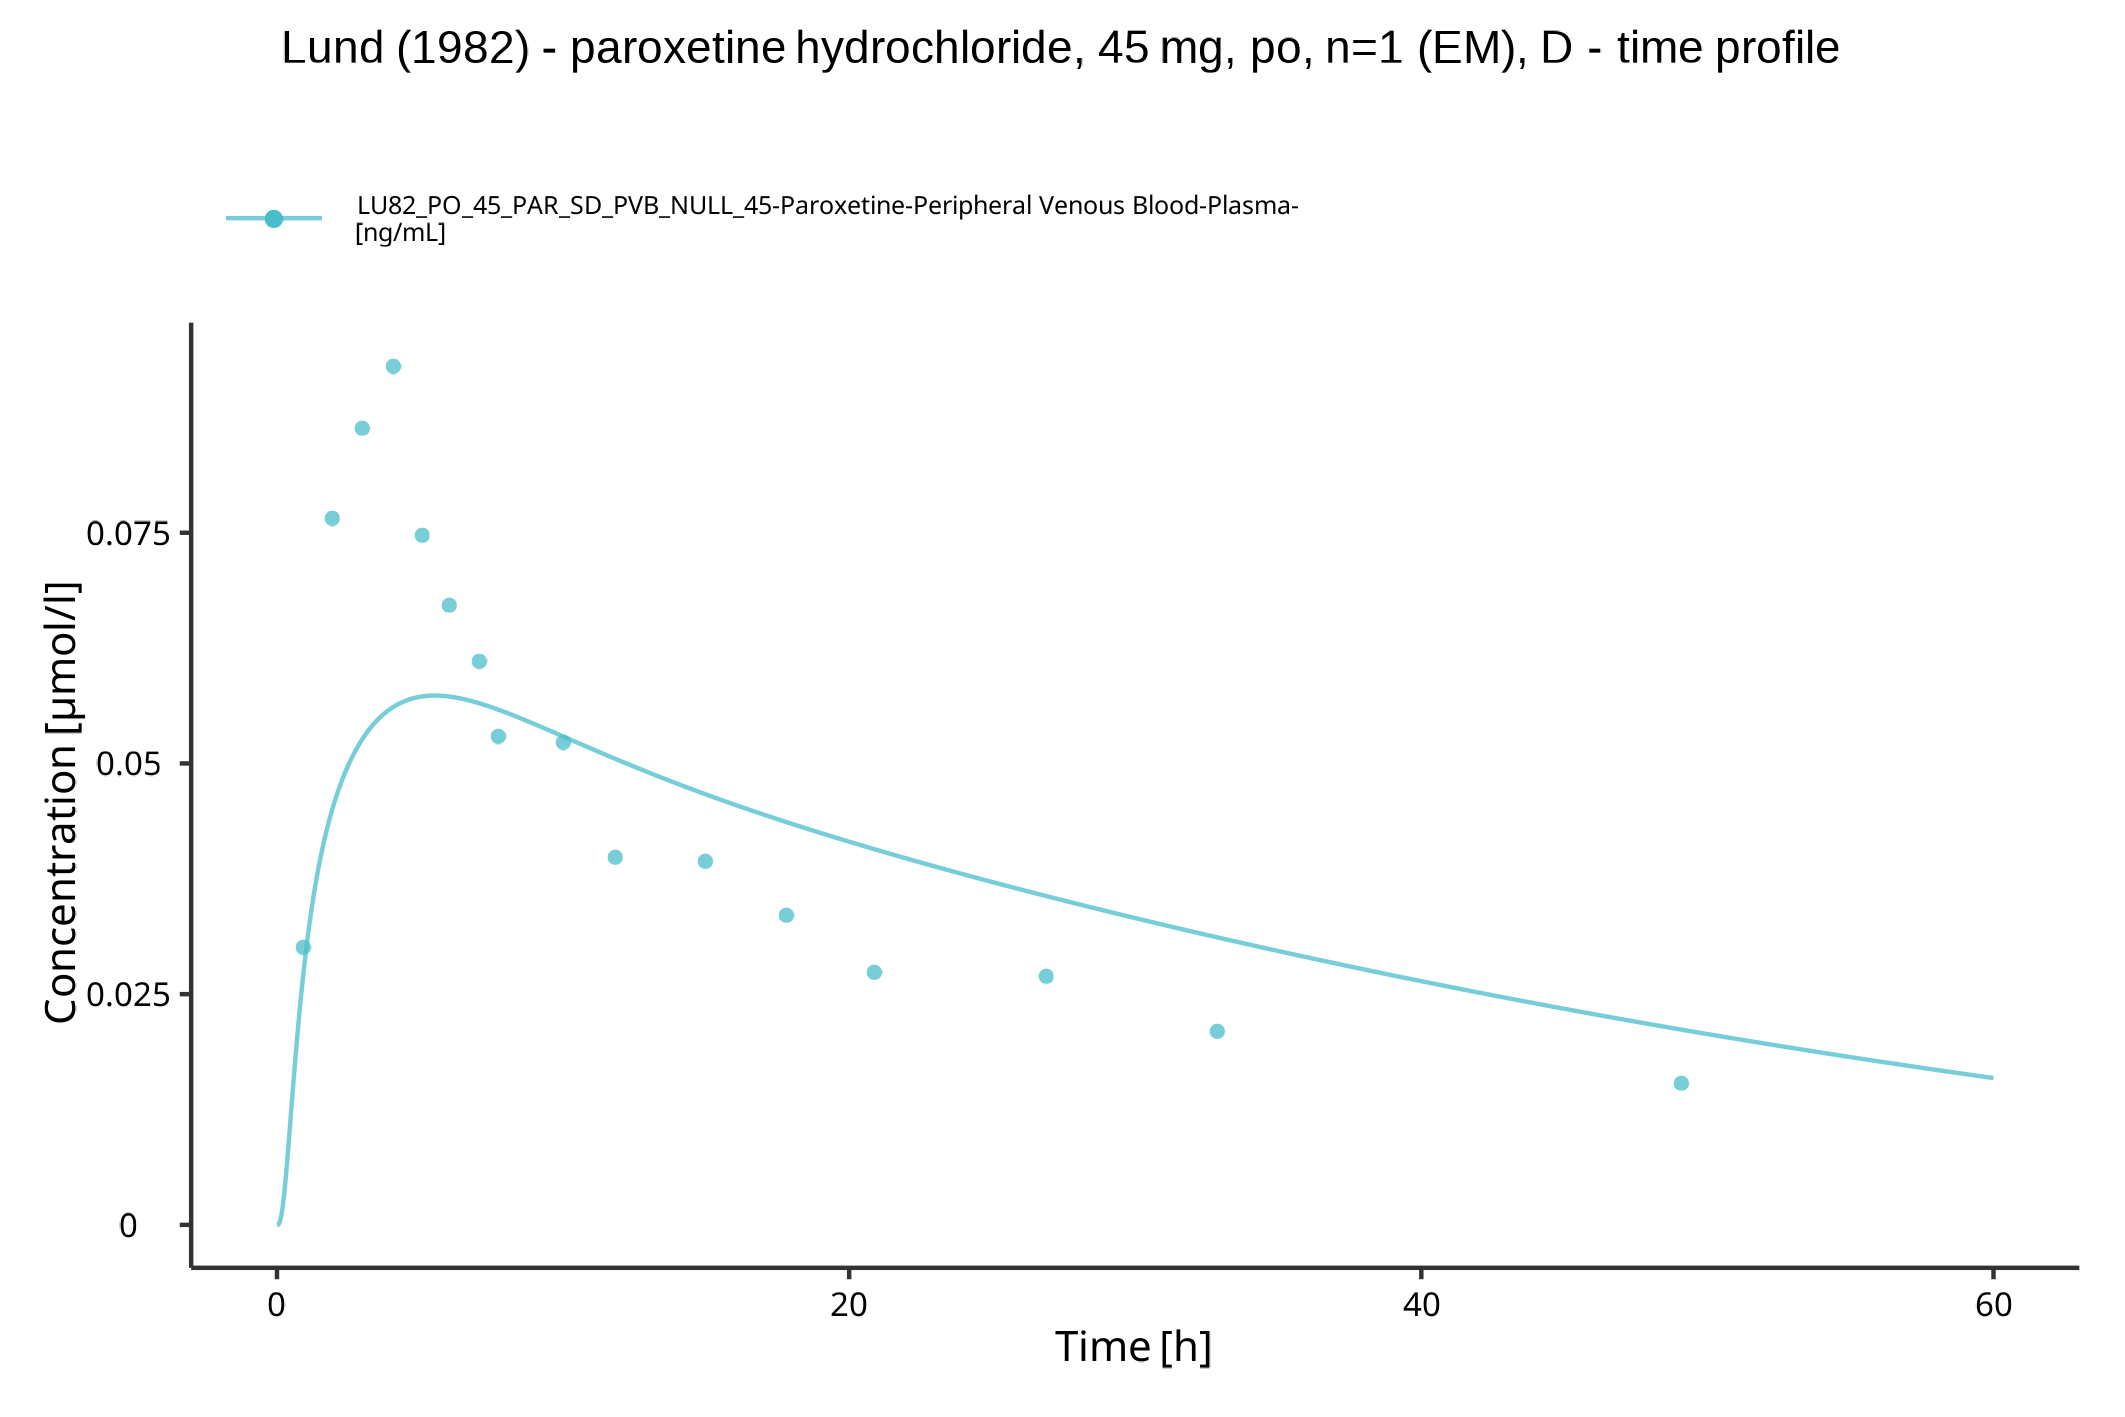 Lund (1982) - paroxetine hydrochloride, 45 mg, po, n=1 (EM), D - time profile
LU82_PO_45_PAR_SD_PVB_NULL_45-Paroxetine-Peripheral Venous Blood-Plasma-
[ng/mL]
Concentration [µmol/l]
0.075
0.05
0.025
0
0
20
40
60
Time [h]